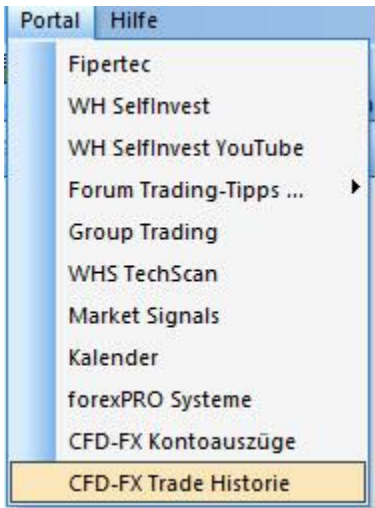 Portal Hilfe
Fipertec
WH SelfInvest
WH SelfInvest YouTube
Forum Trading-Tipps ...
Group Trading
WHS TechScan
Market Signals
Kalender
forexPRO Systeme
CFD-FX Kontoauszüge
CFD-FX Trade Historie